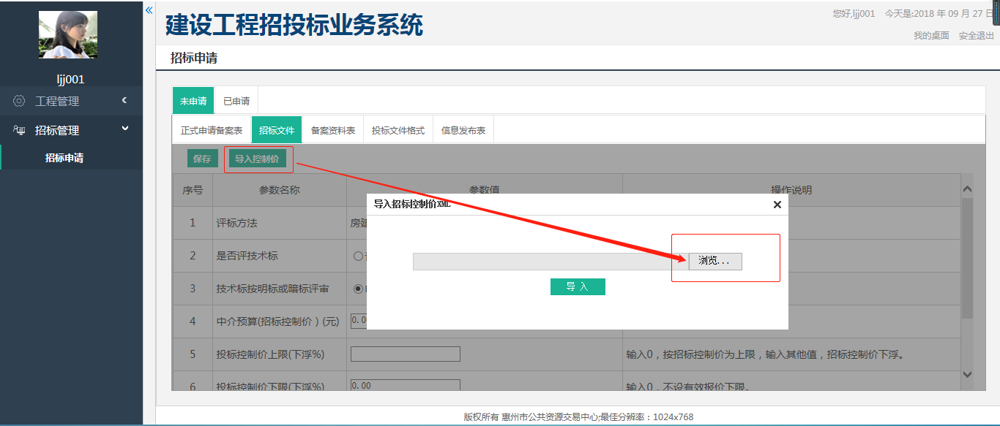 建设工程招投标业务系统
您好,ljj001 今天是:2018 年 09 月 27 日
我的桌面 安全退出
ljj001
工程管理
招标管理
招标申请
招标申请
未申请 已申请
正式申请备案表 招标文件 备案资料表 投标文件格式 信息发布表
保存 导入控制价
序号 参数名称 参数值 操作说明
导入招标控制价XML
1 评标方法 房建
2 是否评技术标
浏览...
3 技术标按明标或暗标评审
导 入
4 中介预算(招标控制价 ) (元) 0.0
5 投标控制价上限(下浮%) 输入0，按招标控制价为上限，输入其他值，招标控制价下浮。
6 投标控制价下限(下浮%) 0.00 输入0，不设有效报价下限。
版权所有 惠州市公共资源交易中心;最佳分辨率：1024x768